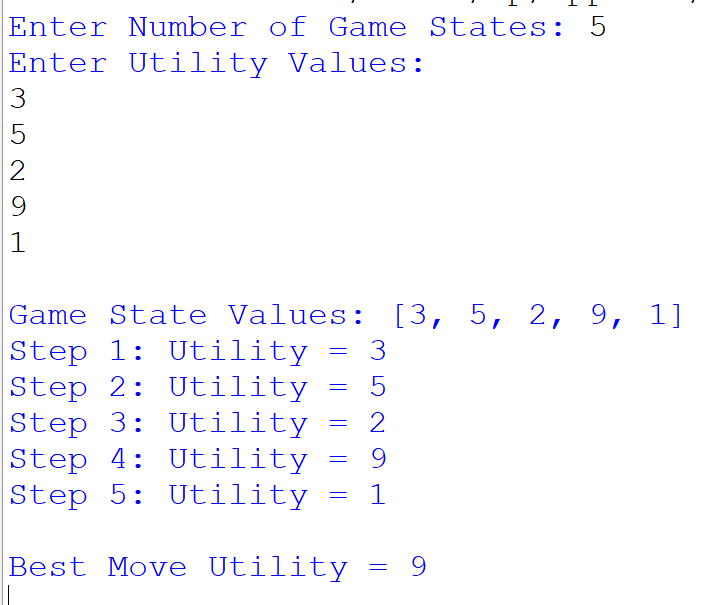 Enter Number of Game States: 5
Enter Utility Values:
3
5
2
9
1
Game State Values: [3, 5, 2, 9, 1]
Step 1: Utility = 3
Step 2: Utility = 5
Step 3: Utility = 2
Step 4: Utility = 9
Step 5: Utility = 1
Best Move Utility = 9